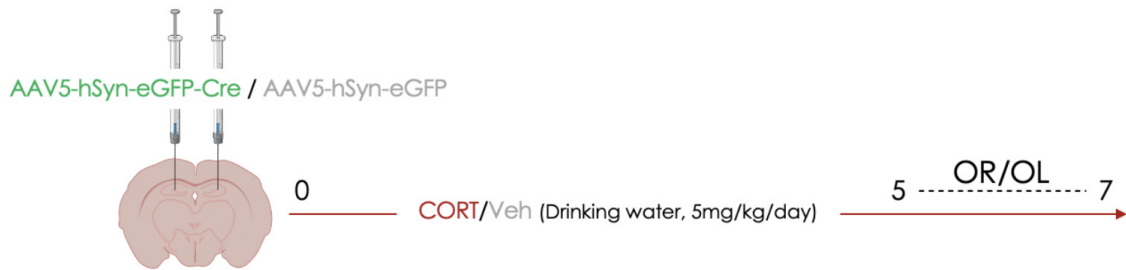 AAV5-hSyn-eGFP-Cre / AAV5-hSyn-eGFP
0
CORT/Veh (Drinking water, 5mg/kg/day)
5 OR/OL 7